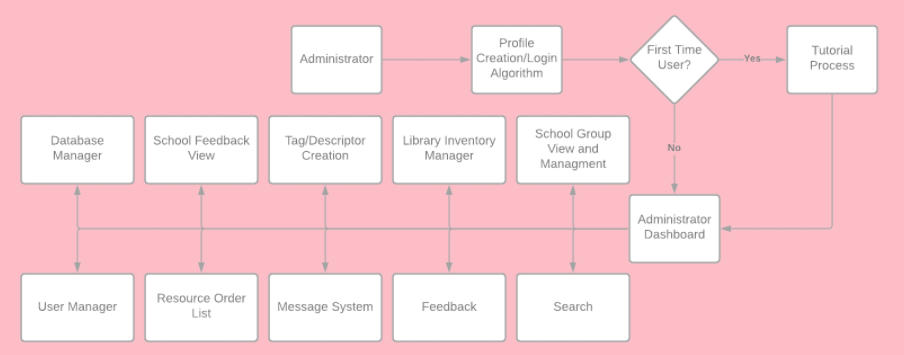 Administrator
Profile
Creation/Login
Algorithm
First Time
User?
Yes
Tutorial
Process
Database
Manager
School Feedback
View
Tag/Descriptor
Creation
Library Inventory
Manager
School Group
View and
Managment
No
Administrator
Dashboard
User Manager
Resource Order
List
Message System
Feedback
Search